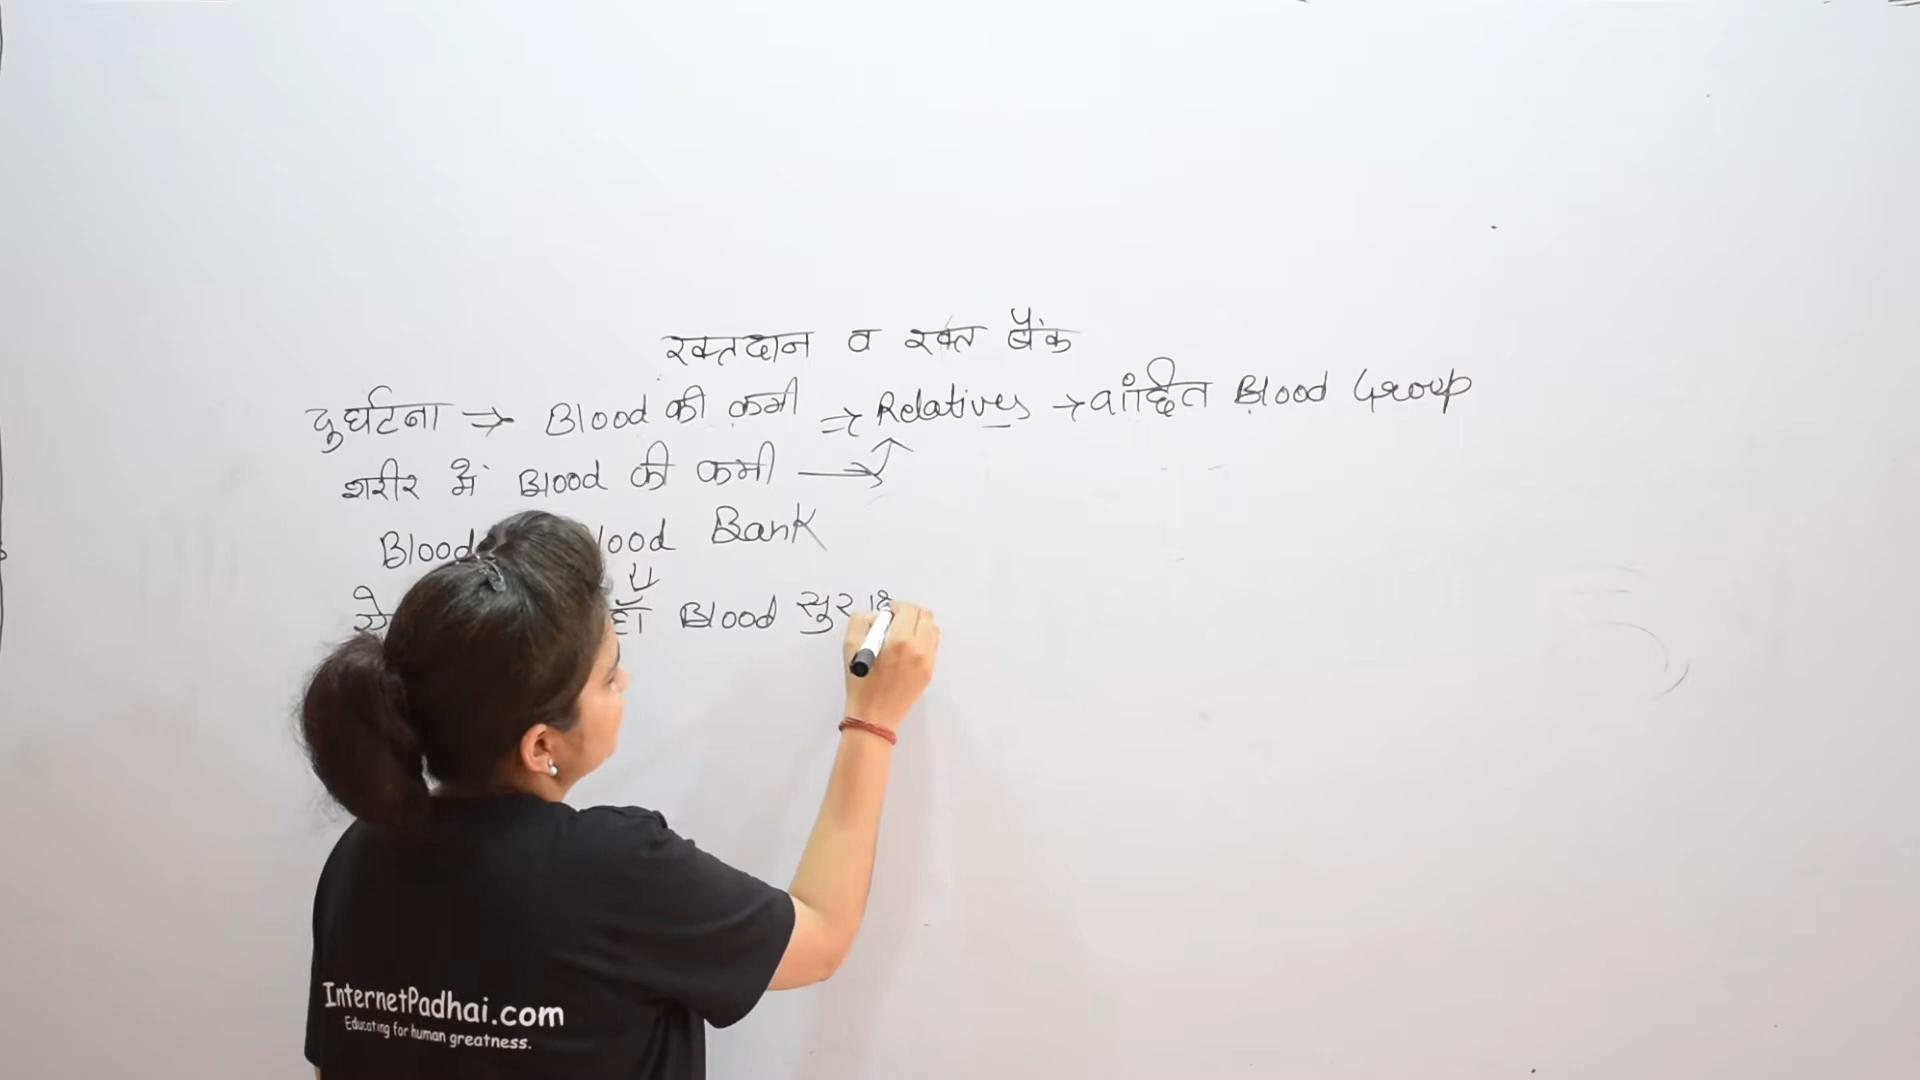 रक्तदान व रक्त बैंक
दुर्घटना → Blood की कमी ⇒ Relatives → वांछित Blood Group
शरीर में Blood की कमी →
Blood lood Bank
Blood सुर
InternetPadhai.com
Educating for human greatness.